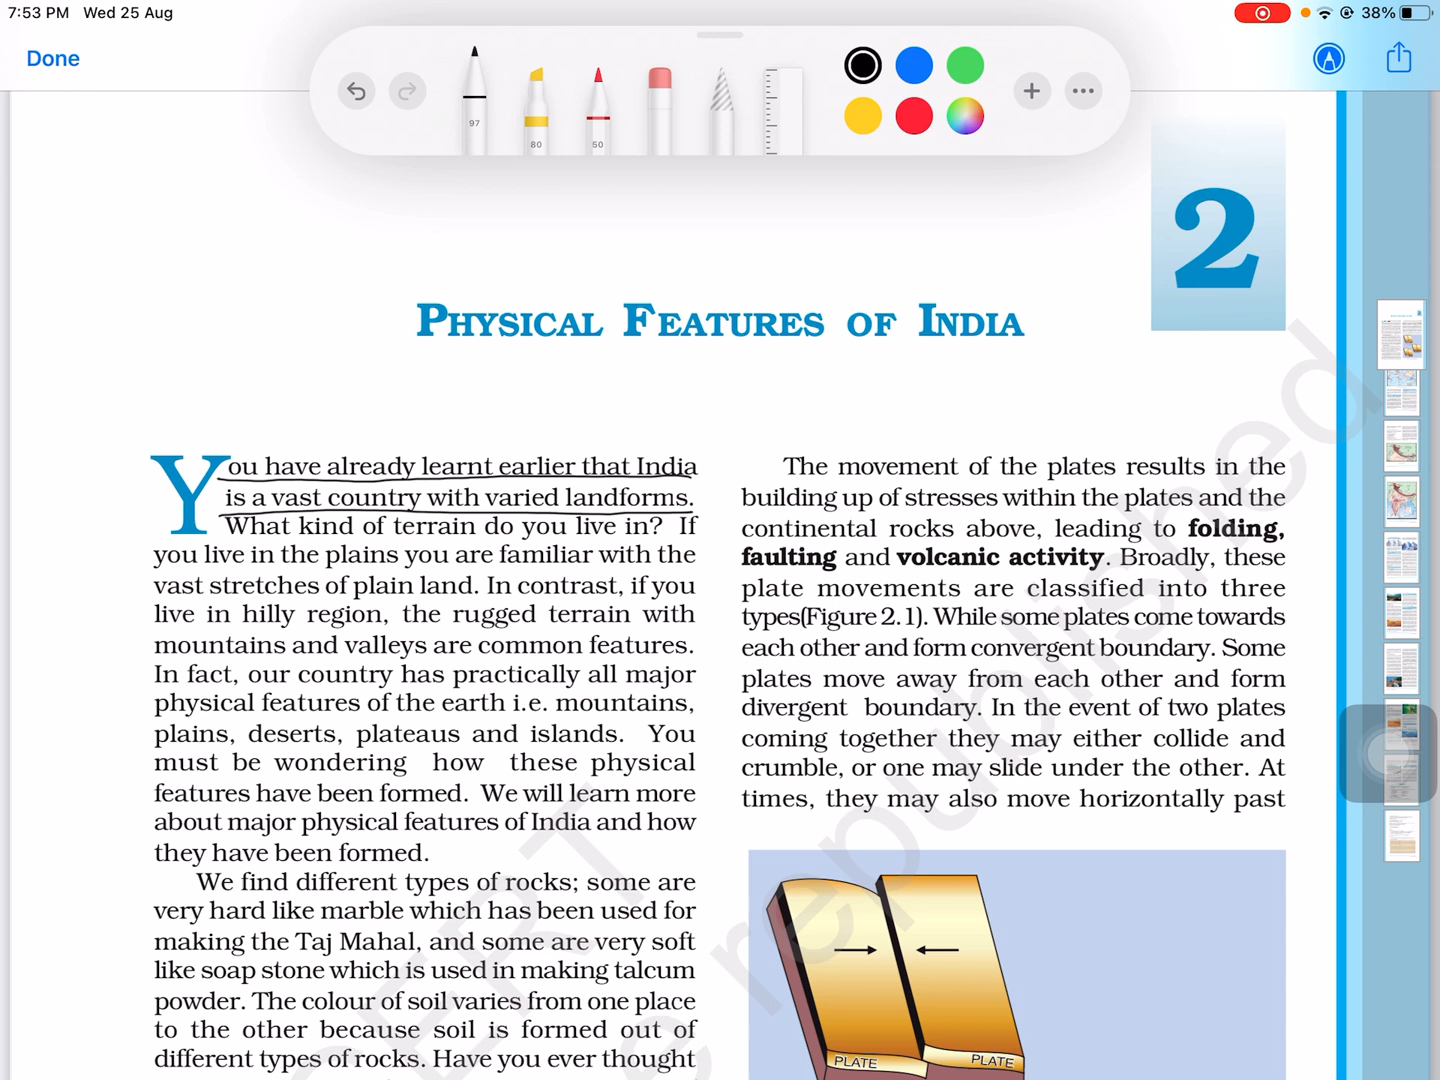 7:53 PM Wed 25 Aug
38%
Done
97
80
50
2
PHYSICAL FEATURES OF INDIA
You have already learnt earlier that India
is a vast country with varied landforms.
What kind of terrain do you live in? If
you live in the plains you are familiar with the
vast stretches of plain land. In contrast, if you
live in hilly region, the rugged terrain with
mountains and valleys are common features.
In fact, our country has practically all major
physical features of the earth i.e. mountains,
plains, deserts, plateaus and islands. You
must be wondering how these physical
features have been formed. We will learn more
about major physical features of India and how
they have been formed.
We find different types of rocks; some are
very hard like marble which has been used for
making the Taj Mahal, and some are very soft
like soap stone which is used in making talcum
powder. The colour of soil varies from one place
to the other because soil is formed out of
different types of rocks. Have you ever thought
The movement of the plates results in the
building up of stresses within the plates and the
continental rocks above, leading to folding,
faulting and volcanic activity. Broadly, these
plate movements are classified into three
types(Figure 2.1). While some plates come towards
each other and form convergent boundary. Some
plates move away from each other and form
divergent boundary. In the event of two plates
coming together they may either collide and
crumble, or one may slide under the other. At
times, they may also move horizontally past
PLATE
PLATE
republished